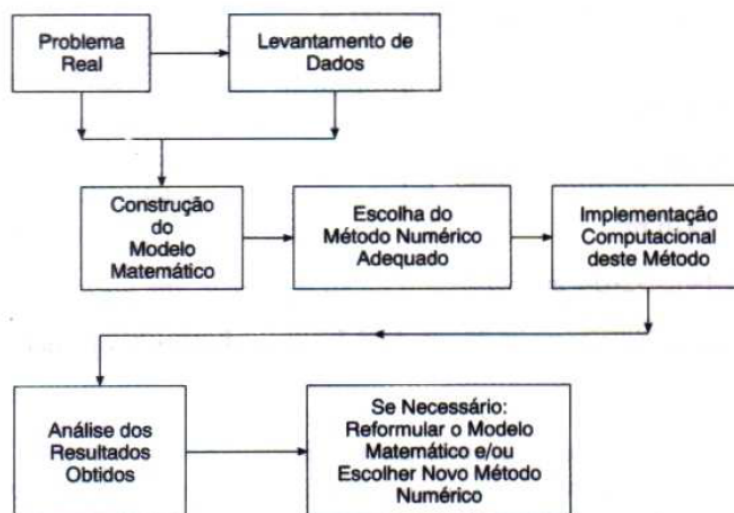 Problema
Real
Levantamento de
Dados
Construção
do
Modelo
Matemático
Escolha do
Método Numérico
Adequado
Implementação
Computacional
deste Método
Análise dos
Resultados
Obtidos
Se Necessário:
Reformular o Modelo
Matemático e/ou
Escolher Novo Método
Numérico